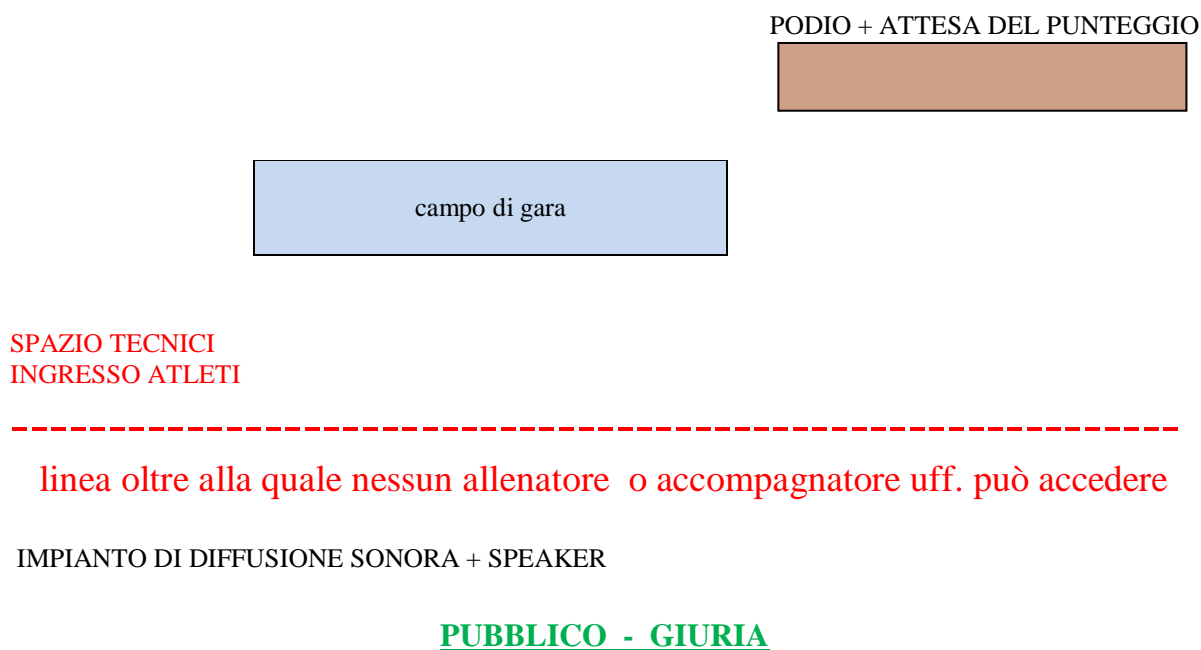 PODIO + ATTESA DEL PUNTEGGIO
campo di gara
SPAZIO TECNICI
INGRESSO ATLETI
linea oltre alla quale nessun allenatore o accompagnatore uff. può accedere
IMPIANTO DI DIFFUSIONE SONORA + SPEAKER
PUBBLICO - GIURIA